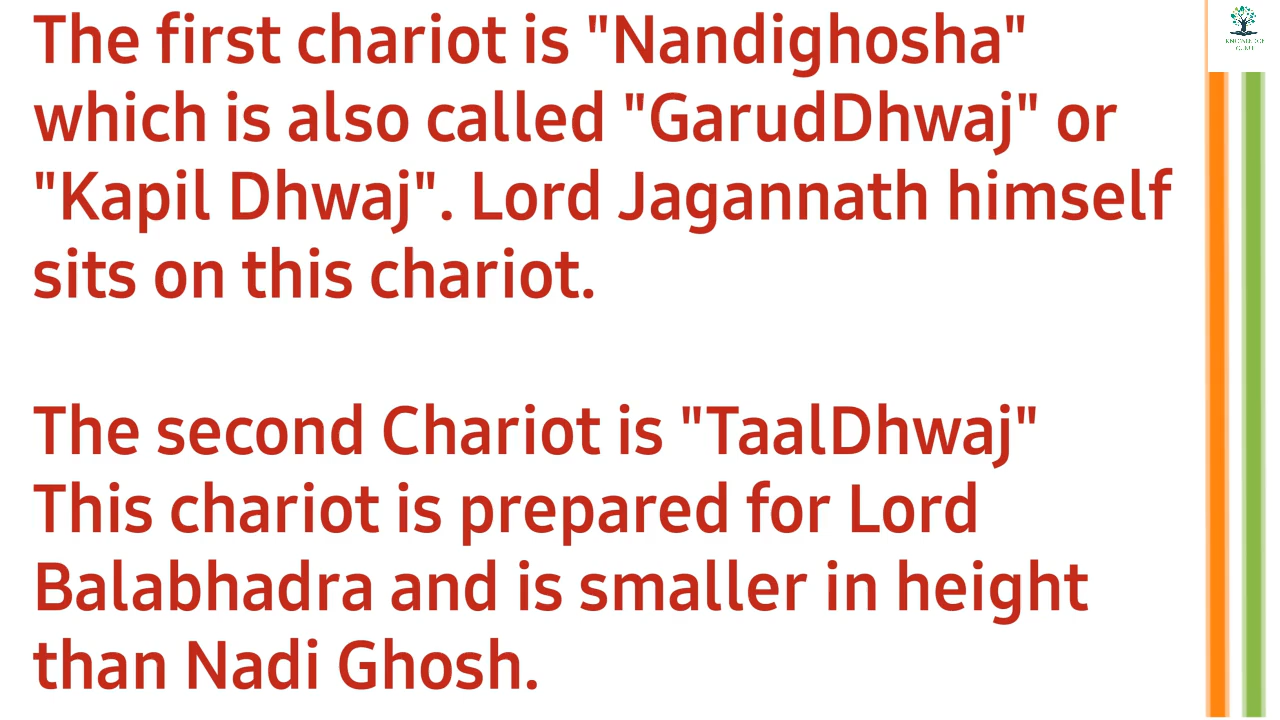 The first chariot is "Nandighosha"
which is also called "GarudDhwaj" or
"Kapil Dhwaj". Lord Jagannath himself
sits on this chariot.
The second Chariot is "TaalDhwaj"
This chariot is prepared for Lord
Balabhadra and is smaller in height
than Nadi Ghosh.
KNOWLEDGE
GURU